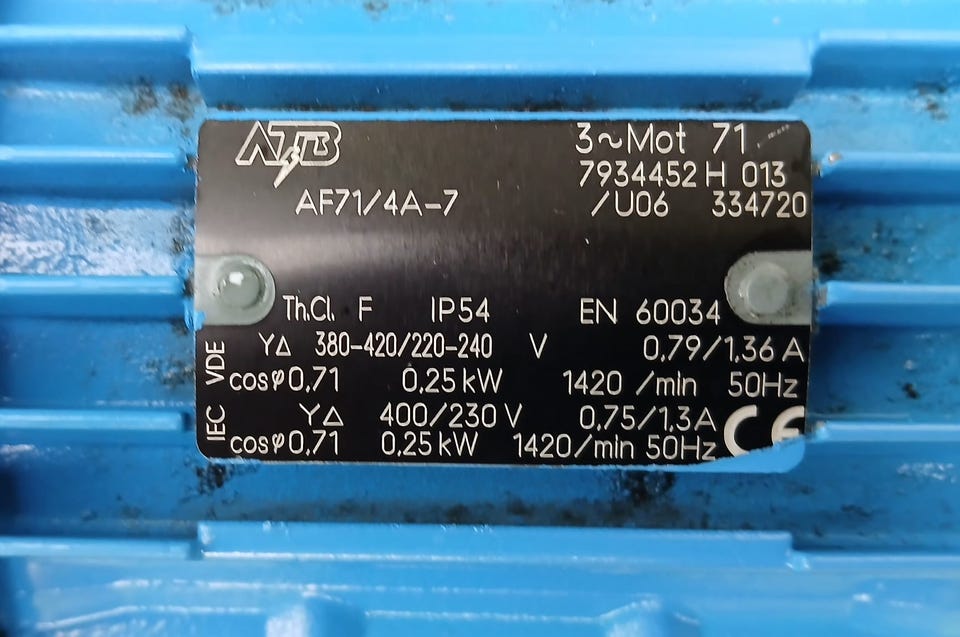 ATB 3~Mot 71
7934452 H 013
AF71/4A-7 /U06 334720
Th.Cl. F IP54 EN 60034
VDE
YΔ 380-420/220-240 V 0,79/1,36 A
cosφ0,71 0,25 kW 1420 /min 50Hz
IEC
YΔ 400/230 V 0,75/1,3A
cosφ0,71 0,25 kW 1420/min 50Hz
CE